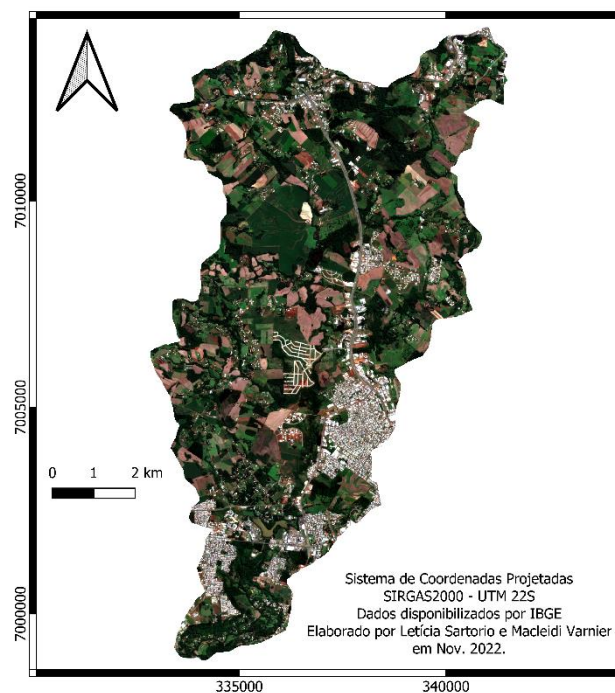 7010000
7005000
0 1 2 km
7000000
Sistema de Coordenadas Projetadas
SIRGAS2000 - UTM 22S
Dados disponibilizados por IBGE
Elaborado por Letícia Sartorio e Macleidi Varnier
em Nov. 2022.
335000 340000